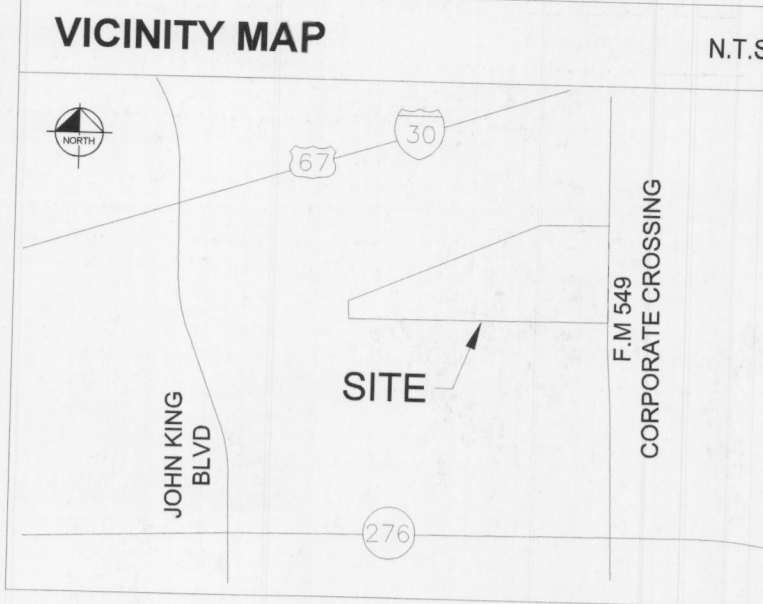 VICINITY MAP
N.T.S
NORTH
30
67
F.M 549
CORPORATE CROSSING
SITE
JOHN KING
BLVD
276